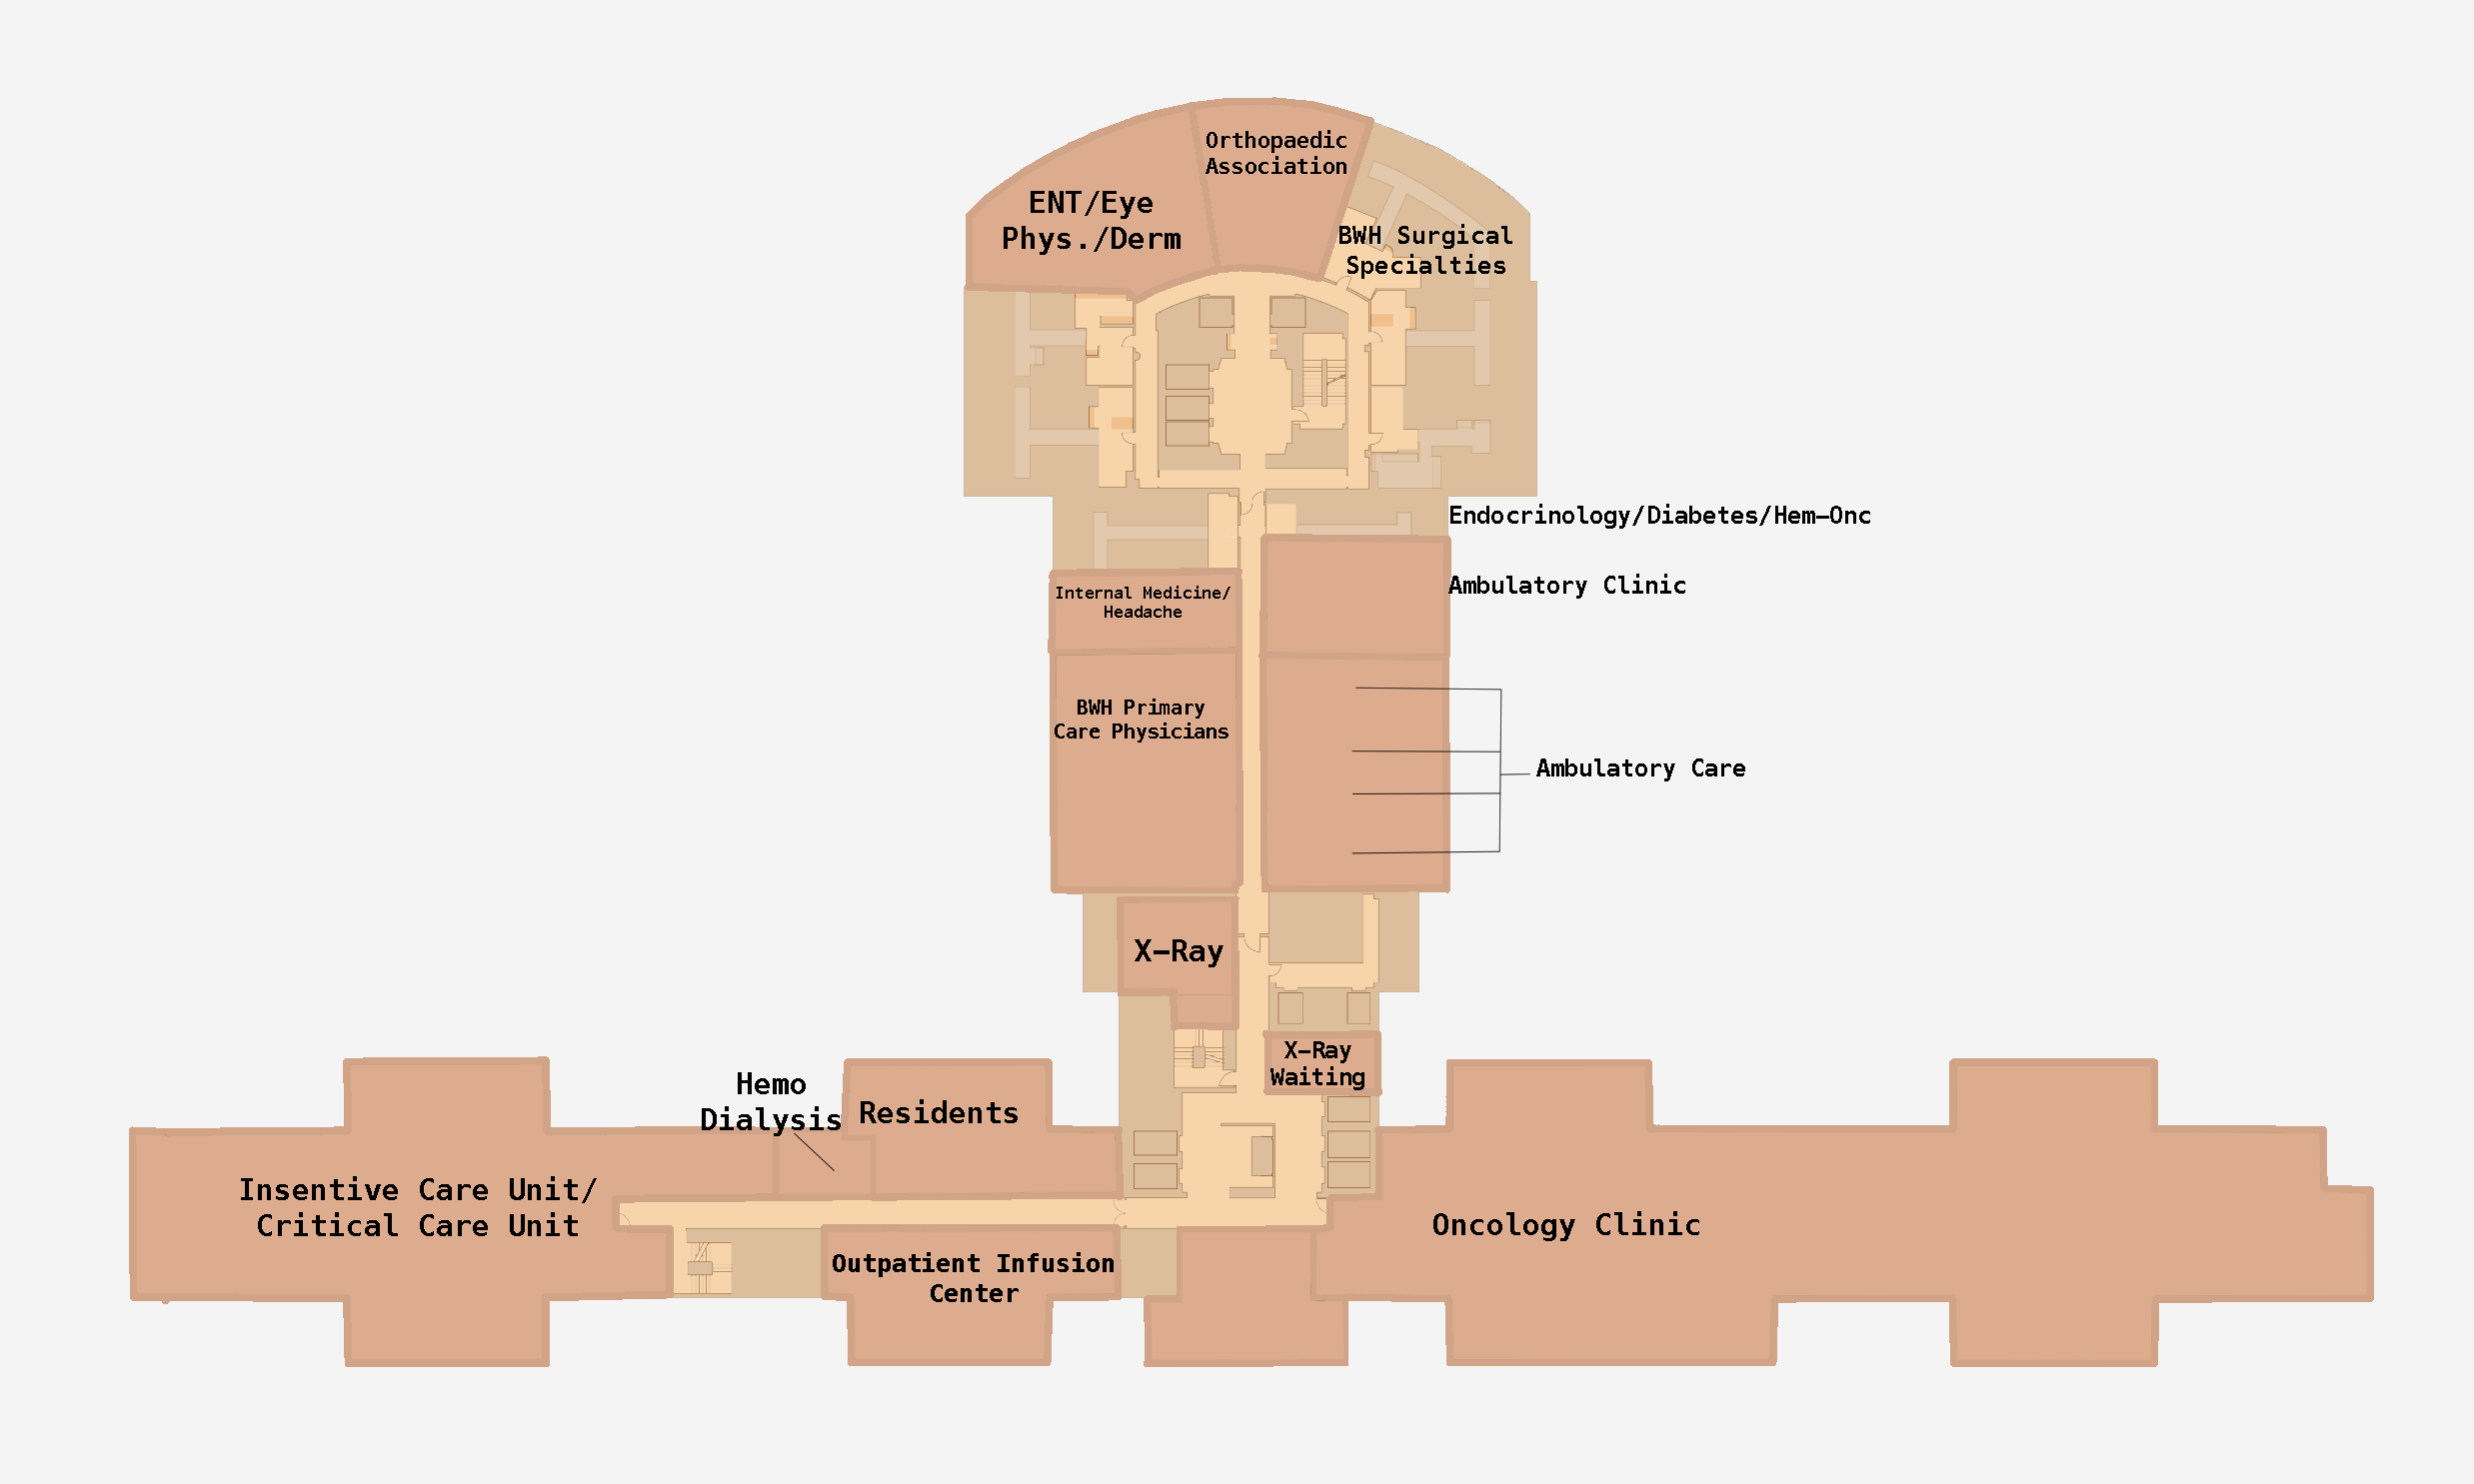 Orthopaedic
Association
ENT/Eye
Phys./Derm
BWH Surgical
Specialties
Endocrinology/Diabetes/Hem-Onc
Ambulatory Clinic
Internal Medicine/
Headache
BWH Primary
Care Physicians
Ambulatory Care
X-Ray
X-Ray
Waiting
Hemo
Dialysis
Residents
Insentive Care Unit/
Critical Care Unit
Oncology Clinic
Outpatient Infusion
Center